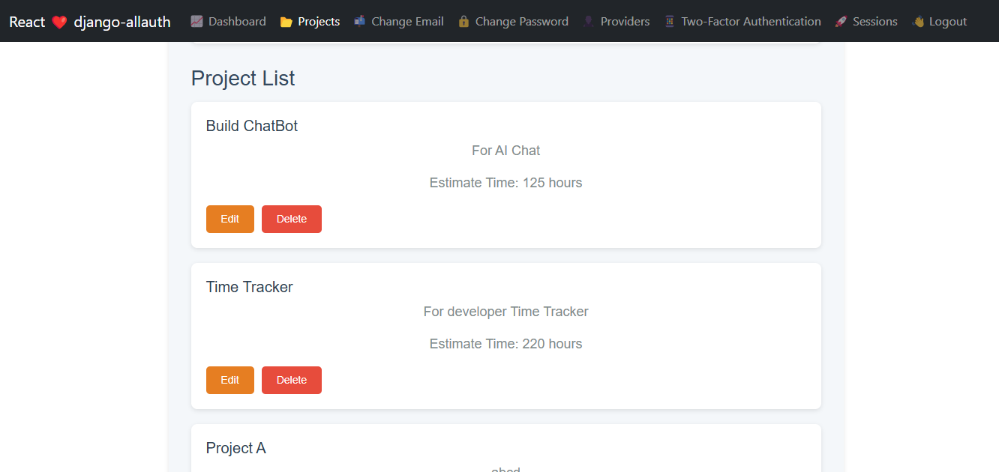 React ❤️ django-allauth 📈 Dashboard 📂 Projects 📬 Change Email 🔒 Change Password 👤 Providers Two-Factor Authentication 🚀 Sessions 👋 Logout
Project List
Build ChatBot
For AI Chat
Estimate Time: 125 hours
Edit Delete
Time Tracker
For developer Time Tracker
Estimate Time: 220 hours
Edit Delete
Project A